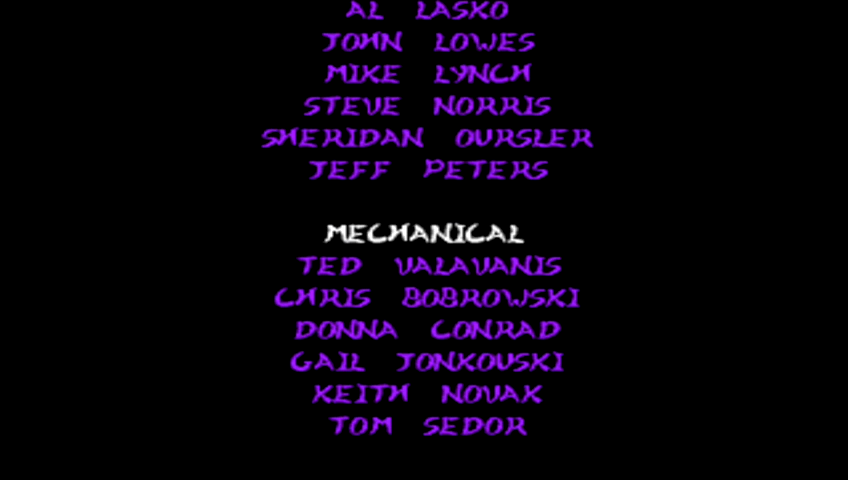 AL LASKO
JOHN LOWES
MIKE LYNCH
STEVE NORRIS
SHERIDAN OURSLER
JEFF PETERS
MECHANICAL
TED VALAVANIS
CHRIS BOBROWSKI
DONNA CONRAD
GAIL JONKOUSKI
KEITH NOVAK
TOM SEDOR